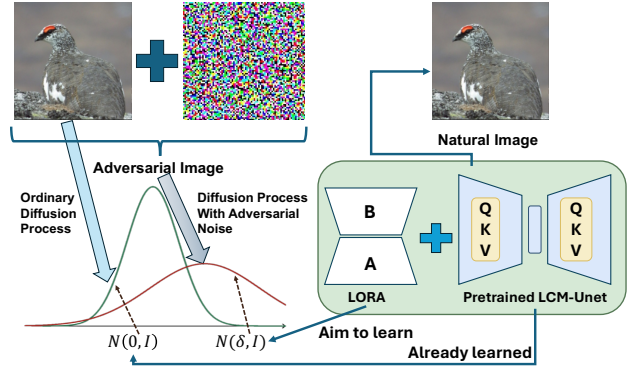 Adversarial Image
Natural Image
Ordinary
Diffusion
Process
Diffusion Process
With Adversarial
Noise
B
A
LORA
Q
K
V
Q
K
V
Pretrained LCM-Unet
N(0, I)
N(δ, I)
Aim to learn
Already learned